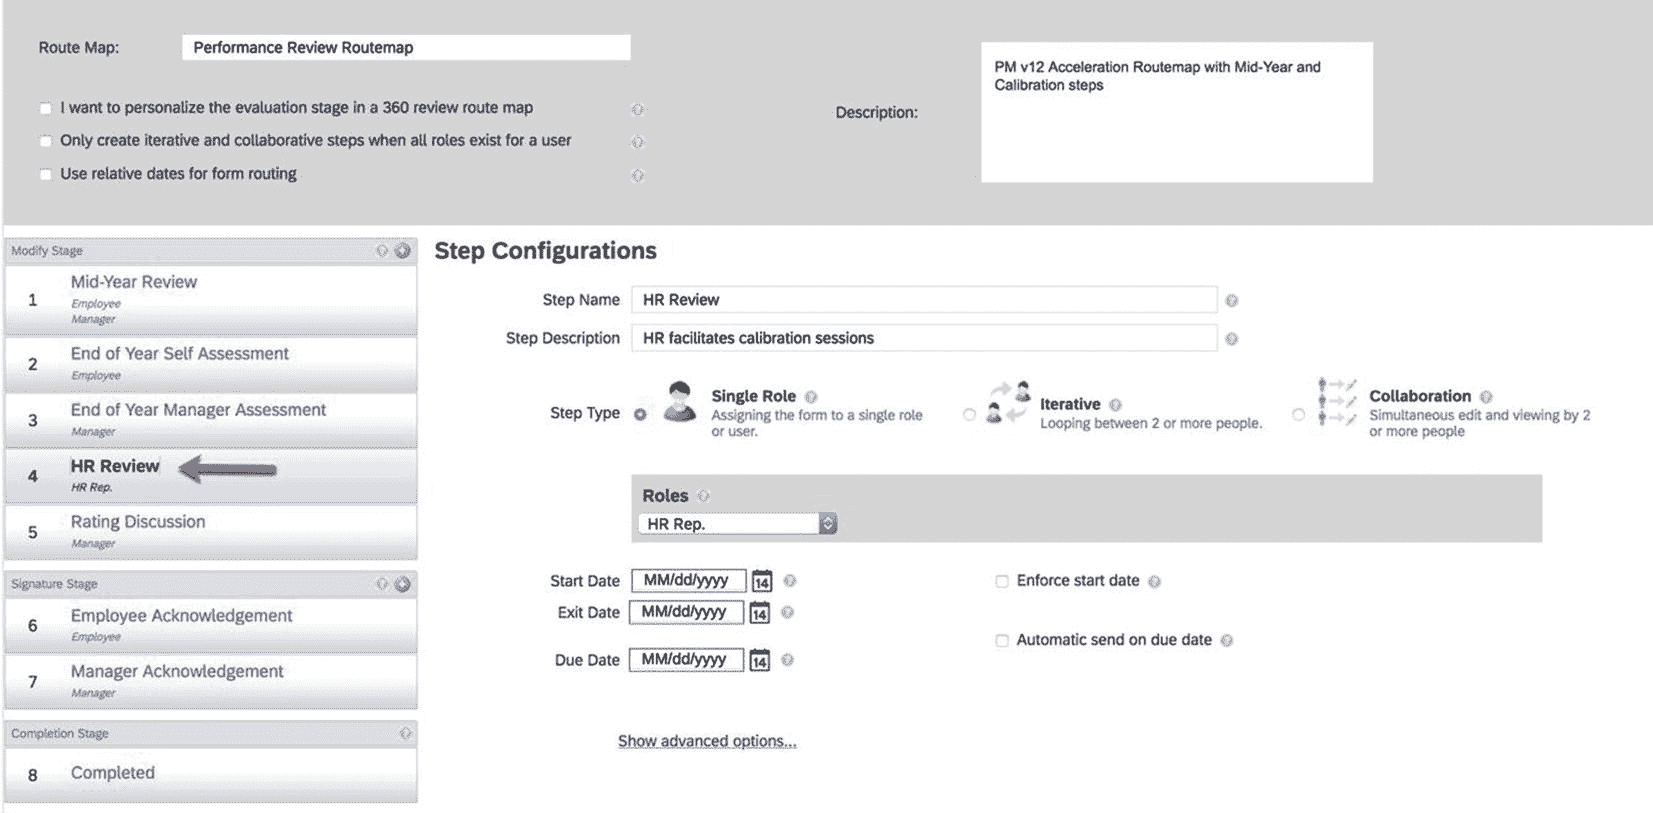 Route Map:
Performance Review Routemap
I want to personalize the evaluation stage in a 360 review route map
Only create iterative and collaborative steps when all roles exist for a user
Use relative dates for form routing
Description:
PM v12 Acceleration Routemap with Mid-Year and
Calibration steps
Modify Stage
1
Mid-Year Review
Employee
Manager
2
End of Year Self Assessment
Employee
3
End of Year Manager Assessment
Manager
4
HR Review
HR Rep.
5
Rating Discussion
Manager
Signature Stage
6
Employee Acknowledgement
Employee
7
Manager Acknowledgement
Manager
Completion Stage
8
Completed
Step Configurations
Step Name
HR Review
Step Description
HR facilitates calibration sessions
Step Type
Single Role
Assigning the form to a single role
or user.
Iterative
Looping between 2 or more people.
Collaboration
Simultaneous edit and viewing by 2
or more people
Roles
HR Rep.
Start Date
MM/dd/yyyy
14
Enforce start date
Exit Date
MM/dd/yyyy
14
Automatic send on due date
Due Date
MM/dd/yyyy
14
Show advanced options...